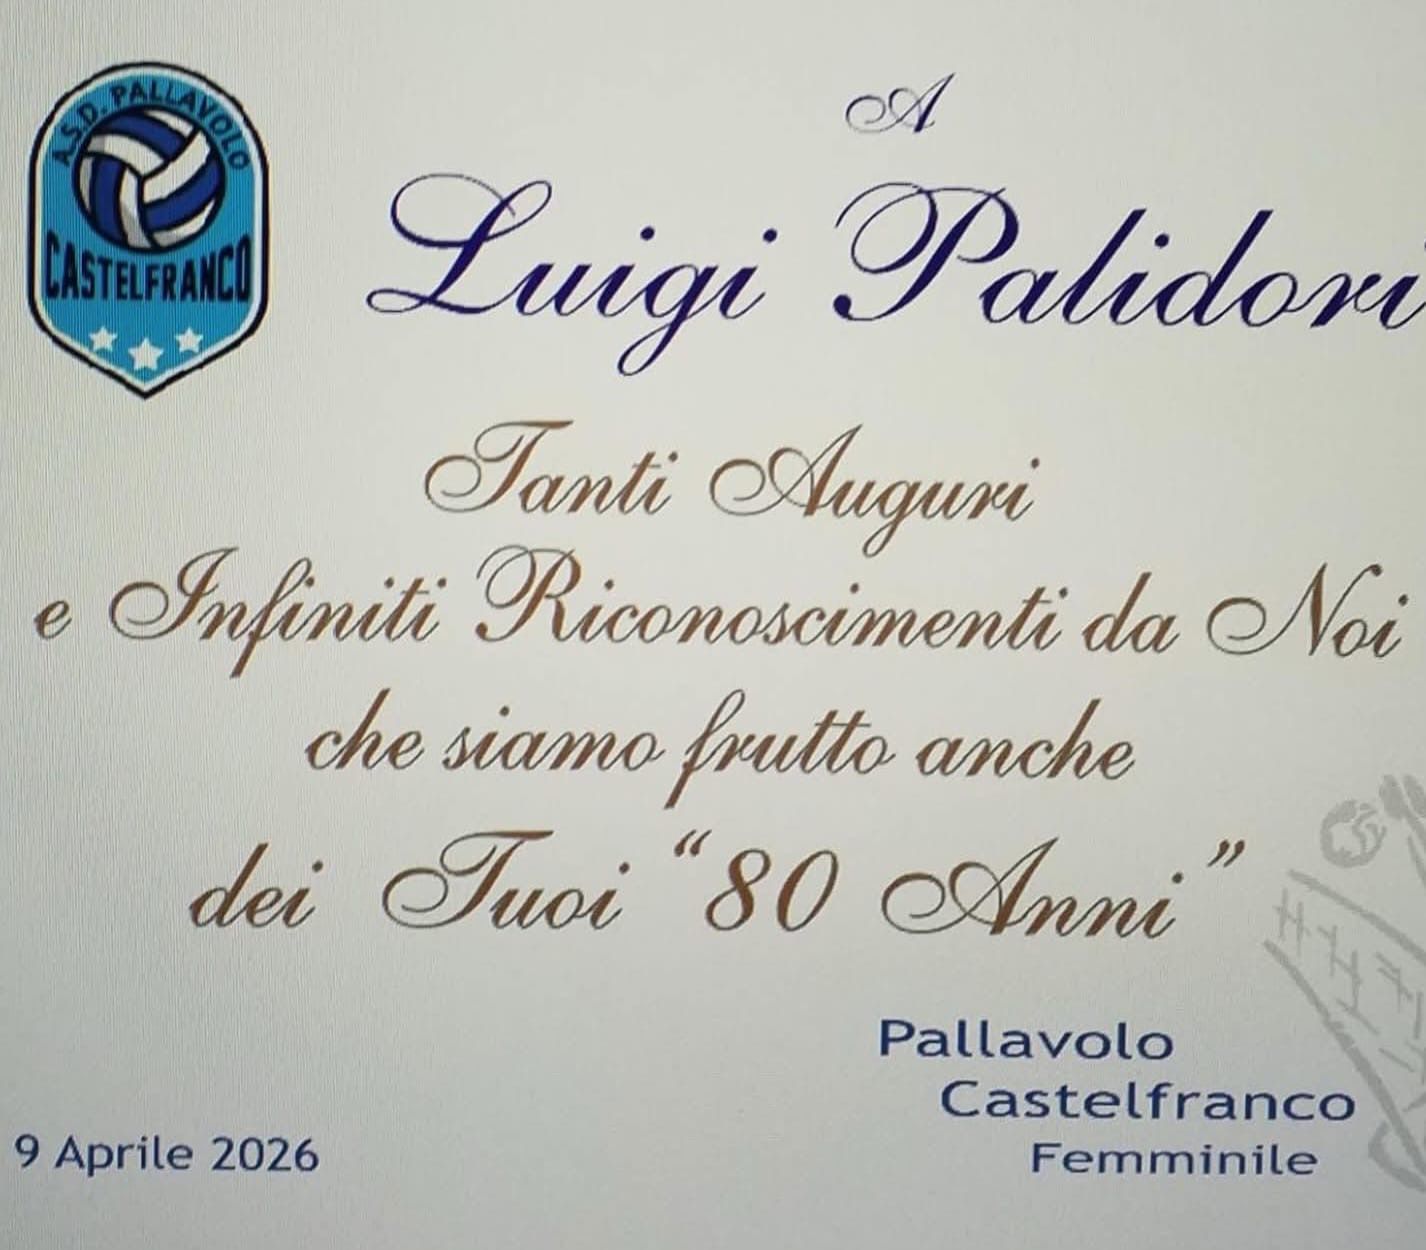 A.S.D. PALLAVOLO
CASTELFRANCO
A
Luigi Palidori
Tanti Auguri
e Infiniti Riconoscimenti da Noi
che siamo frutto anche
dei Tuoi “80 Anni”
Pallavolo
Castelfranco
Femminile
9 Aprile 2026